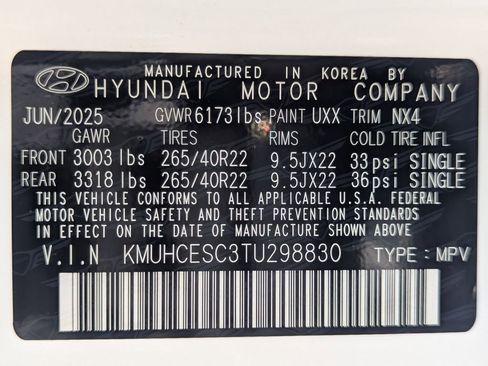 MANUFACTURED IN KOREA BY
HYUNDAI MOTOR COMPANY
JUN/2025 GVWR 6173lbs PAINT UXX TRIM NX4
GAWR TIRES RIMS COLD TIRE INFL
FRONT 3003 lbs 265/40R22 9.5JX22 33psi SINGLE
REAR 3318 lbs 265/40R22 9.5JX22 36psi SINGLE
THIS VEHICLE CONFORMS TO ALL APPLICABLE U.S.A. FEDERAL
MOTOR VEHICLE SAFETY AND THEFT PREVENTION STANDARDS
IN EFFECT ON THE DATE OF MANUFACTURE SHOWN ABOVE.
V.I.N KMUHCESC3TU298830 TYPE : MPV